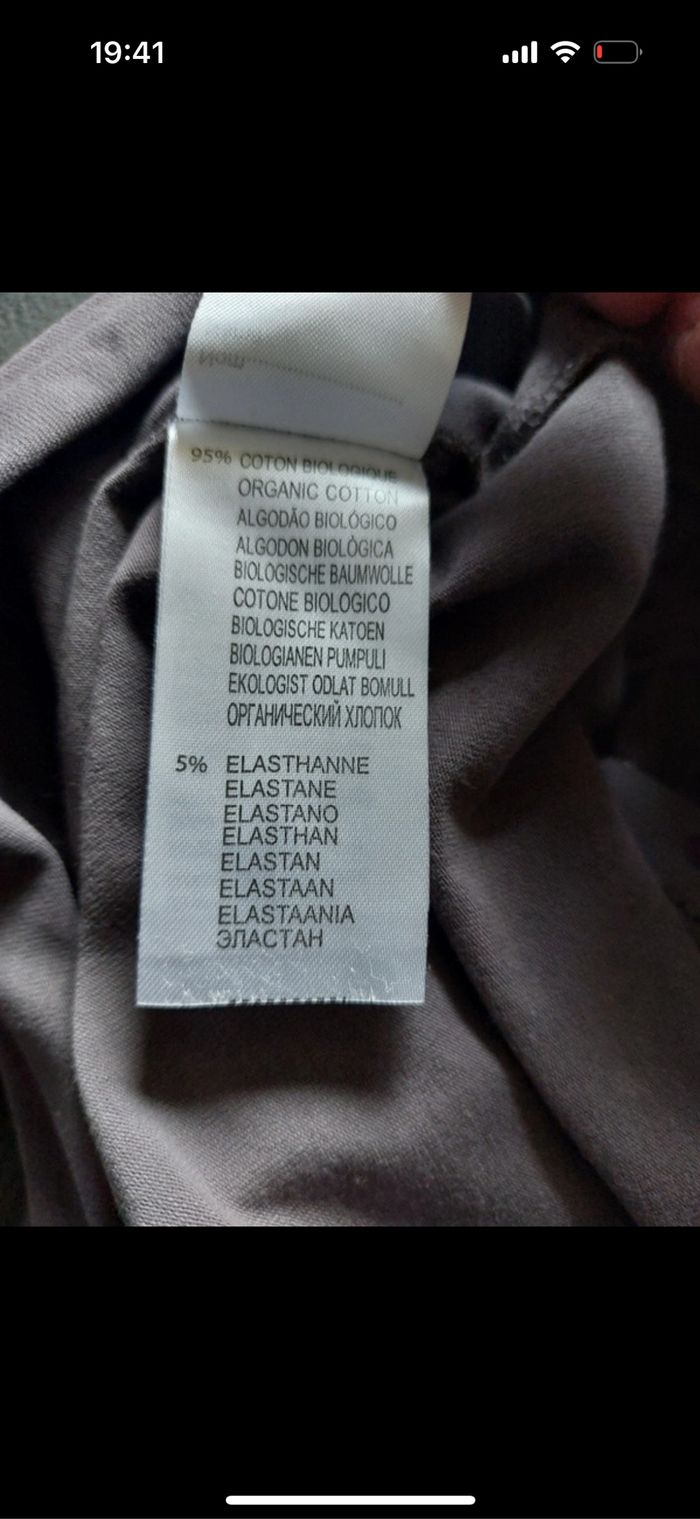 19:41
95% COTON BIOLOGIQUE
ORGANIC COTTON
ALGODÃO BIOLÓGICO
ALGODON BIOLÒGICA
BIOLOGISCHE BAUMWOLLE
COTONE BIOLOGICO
BIOLOGISCHE KATOEN
BIOLOGIANEN PUMPULI
EKOLOGIST ODLAT BOMULL
ОРГАНИЧЕСКИЙ ХЛОПОК
5% ELASTHANNE
ELASTANE
ELASTANO
ELASTHAN
ELASTAN
ELASTAAN
ELASTAANIA
ЭЛАСТАН